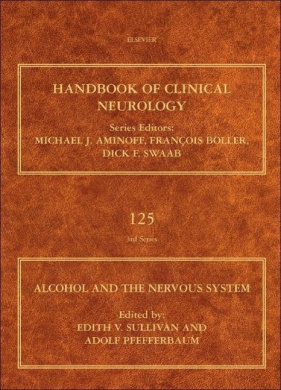 ELSEVIER
HANDBOOK OF CLINICAL
NEUROLOGY
Series Editors:
MICHAEL J. AMINOFF, FRANÇOIS BOLLER,
DICK F. SWAAB
125
3rd Series
ALCOHOL AND THE NERVOUS SYSTEM
Edited by:
EDITH V. SULLIVAN AND
ADOLF PFEFFERBAUM